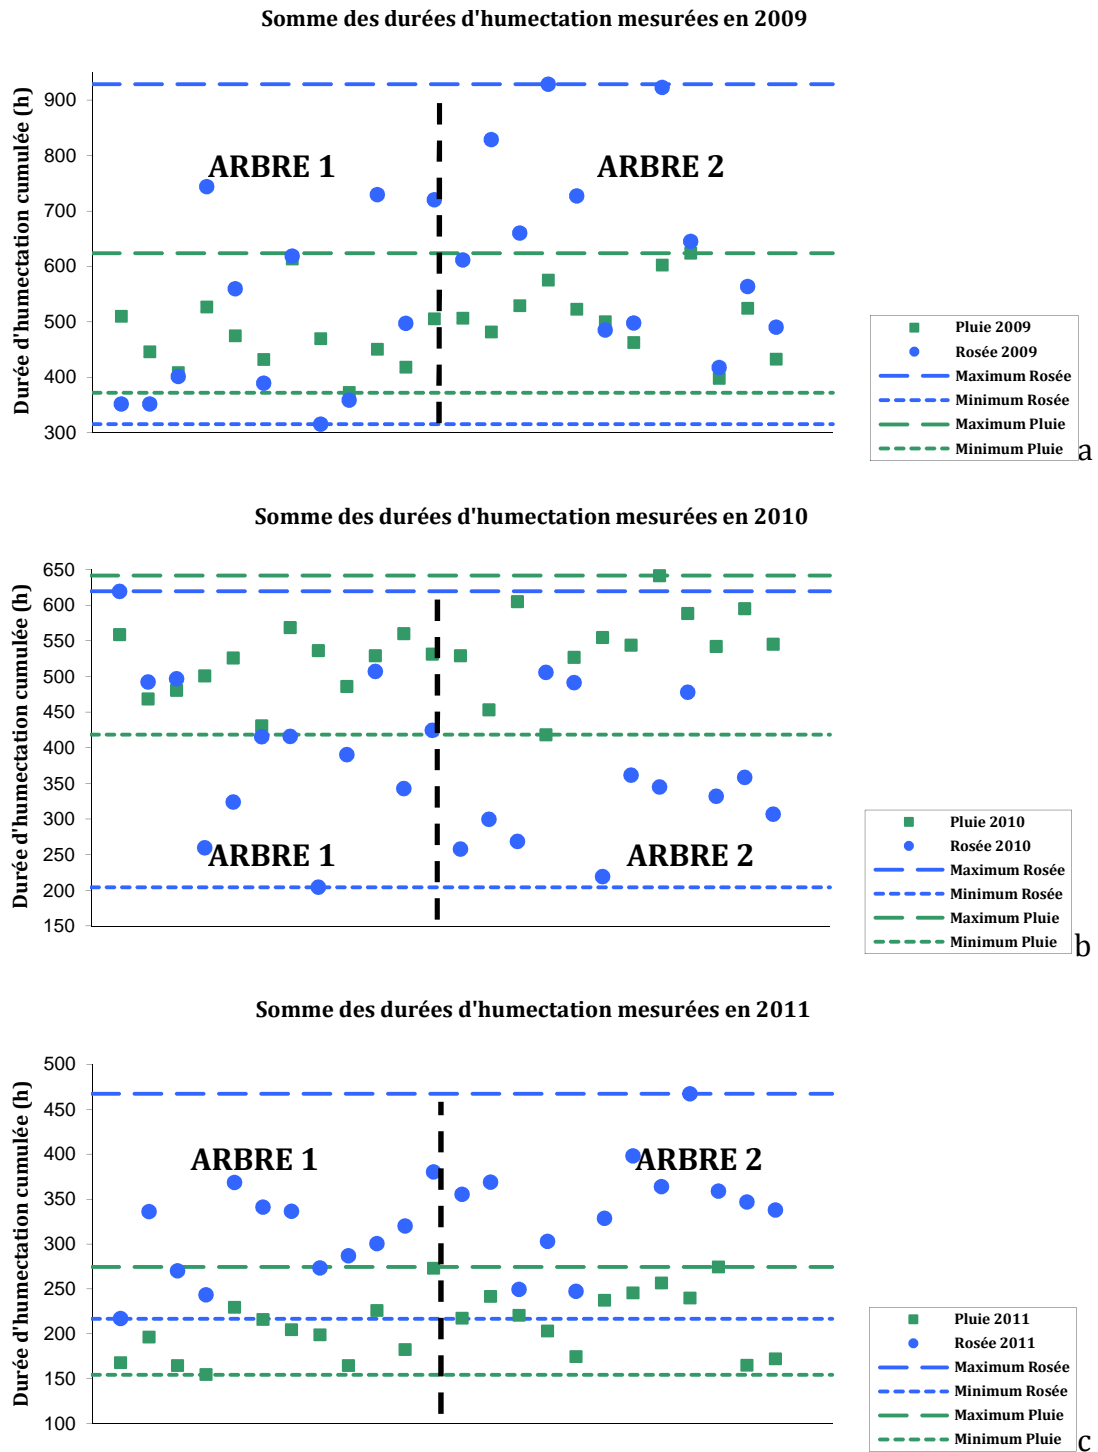 Somme des durées d'humectation mesurées en 2009
Durée d'humectation cumulée (h)
900
800
700
600
500
400
300
ARBRE 1
ARBRE 2
Pluie 2009
Rosée 2009
Maximum Rosée
Minimum Rosée
Maximum Pluie
Minimum Pluie
a
Somme des durées d'humectation mesurées en 2010
Durée d'humectation cumulée (h)
650
600
550
500
450
400
350
300
250
200
150
ARBRE 1
ARBRE 2
Pluie 2010
Rosée 2010
Maximum Rosée
Minimum Rosée
Maximum Pluie
Minimum Pluie
b
Somme des durées d'humectation mesurées en 2011
Durée d'humectation cumulée (h)
500
450
400
350
300
250
200
150
100
ARBRE 1
ARBRE 2
Pluie 2011
Rosée 2011
Maximum Rosée
Minimum Rosée
Maximum Pluie
Minimum Pluie
c